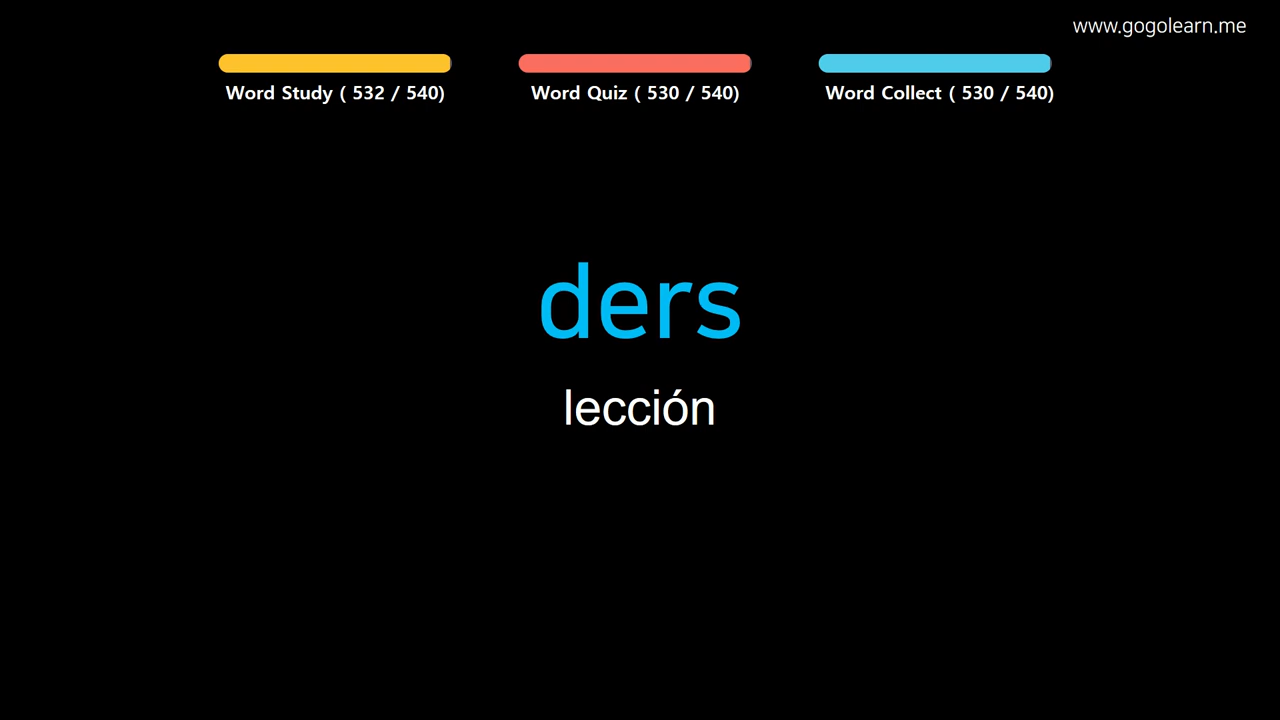 www.gogolearn.me
Word Study ( 532 / 540)
Word Quiz ( 530 / 540)
Word Collect ( 530 / 540)
ders
lección